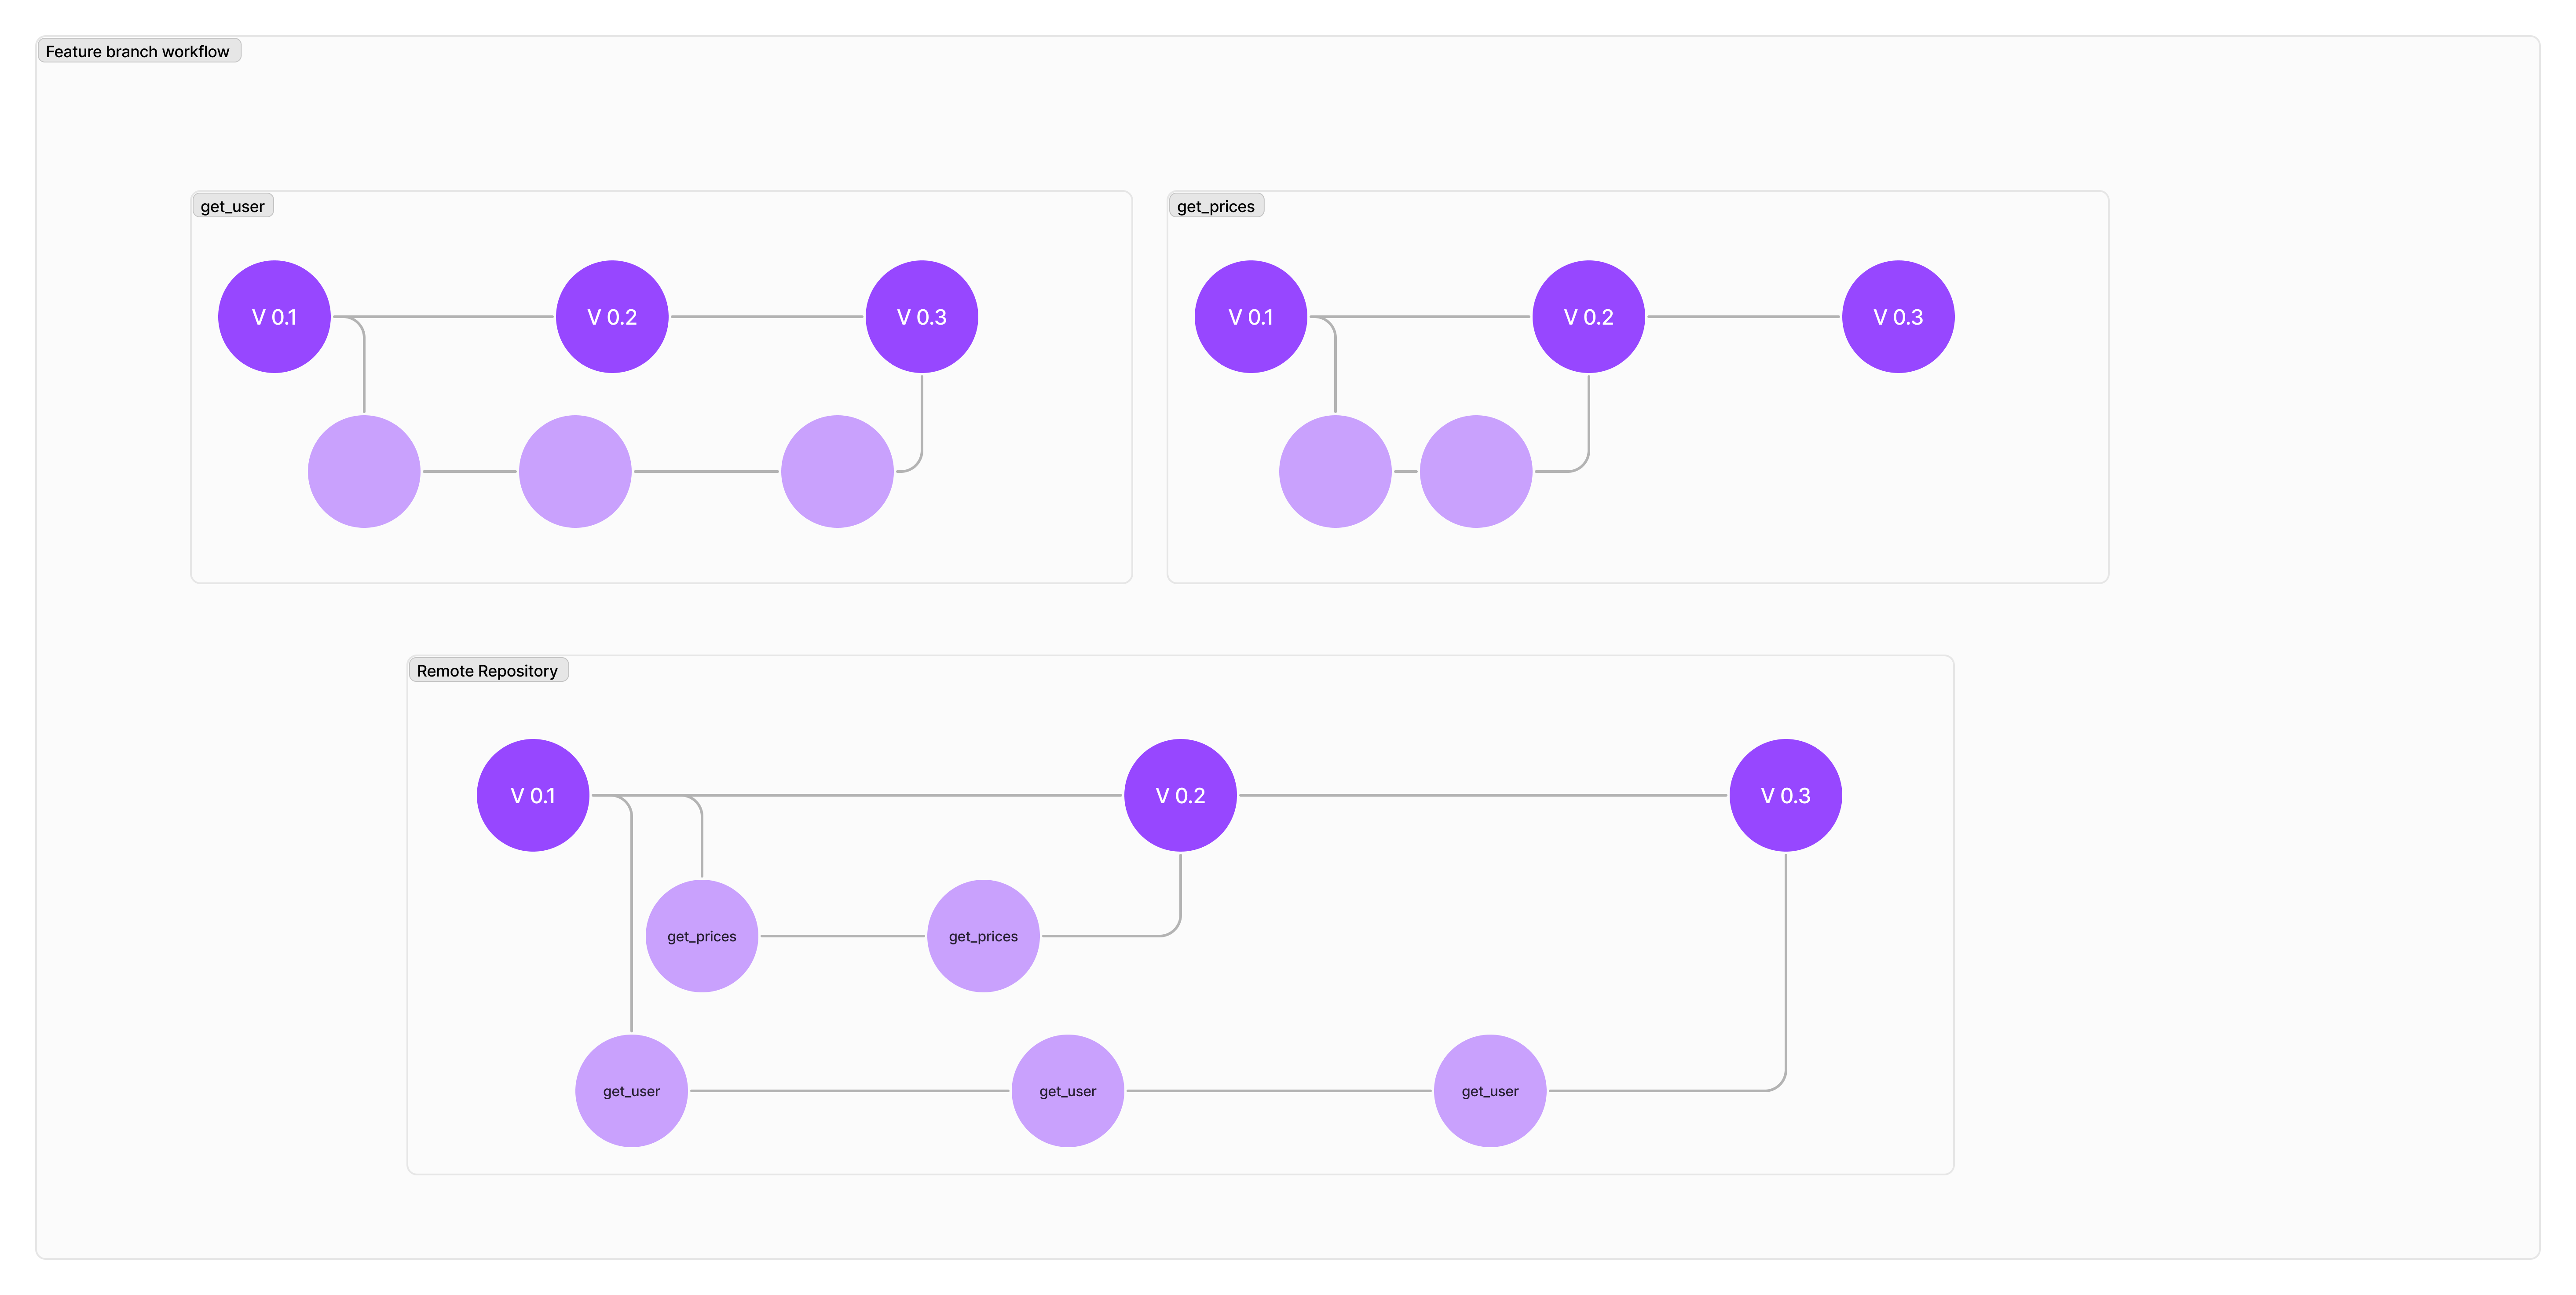 Feature branch workflow
get_user
V 0.1
V 0.2
V 0.3
get_prices
V 0.1
V 0.2
V 0.3
Remote Repository
V 0.1
V 0.2
V 0.3
get_prices
get_prices
get_user
get_user
get_user